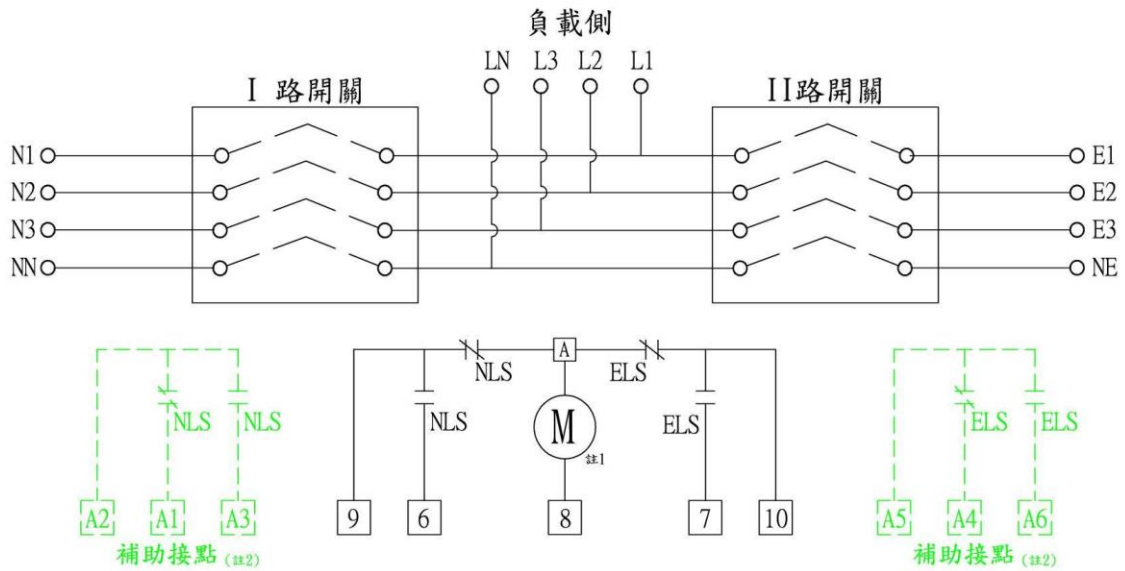 負載側
LN L3 L2 L1
I 路開關
II路開關
N1
E1
N2
E2
N3
E3
NN
NE
A
NLS
ELS
NLS
NLS
NLS
ELS
ELS
ELS
M
註1
A2
A1
A3
9
6
8
7
10
A5
A4
A6
補助接點(註2)
補助接點(註2)